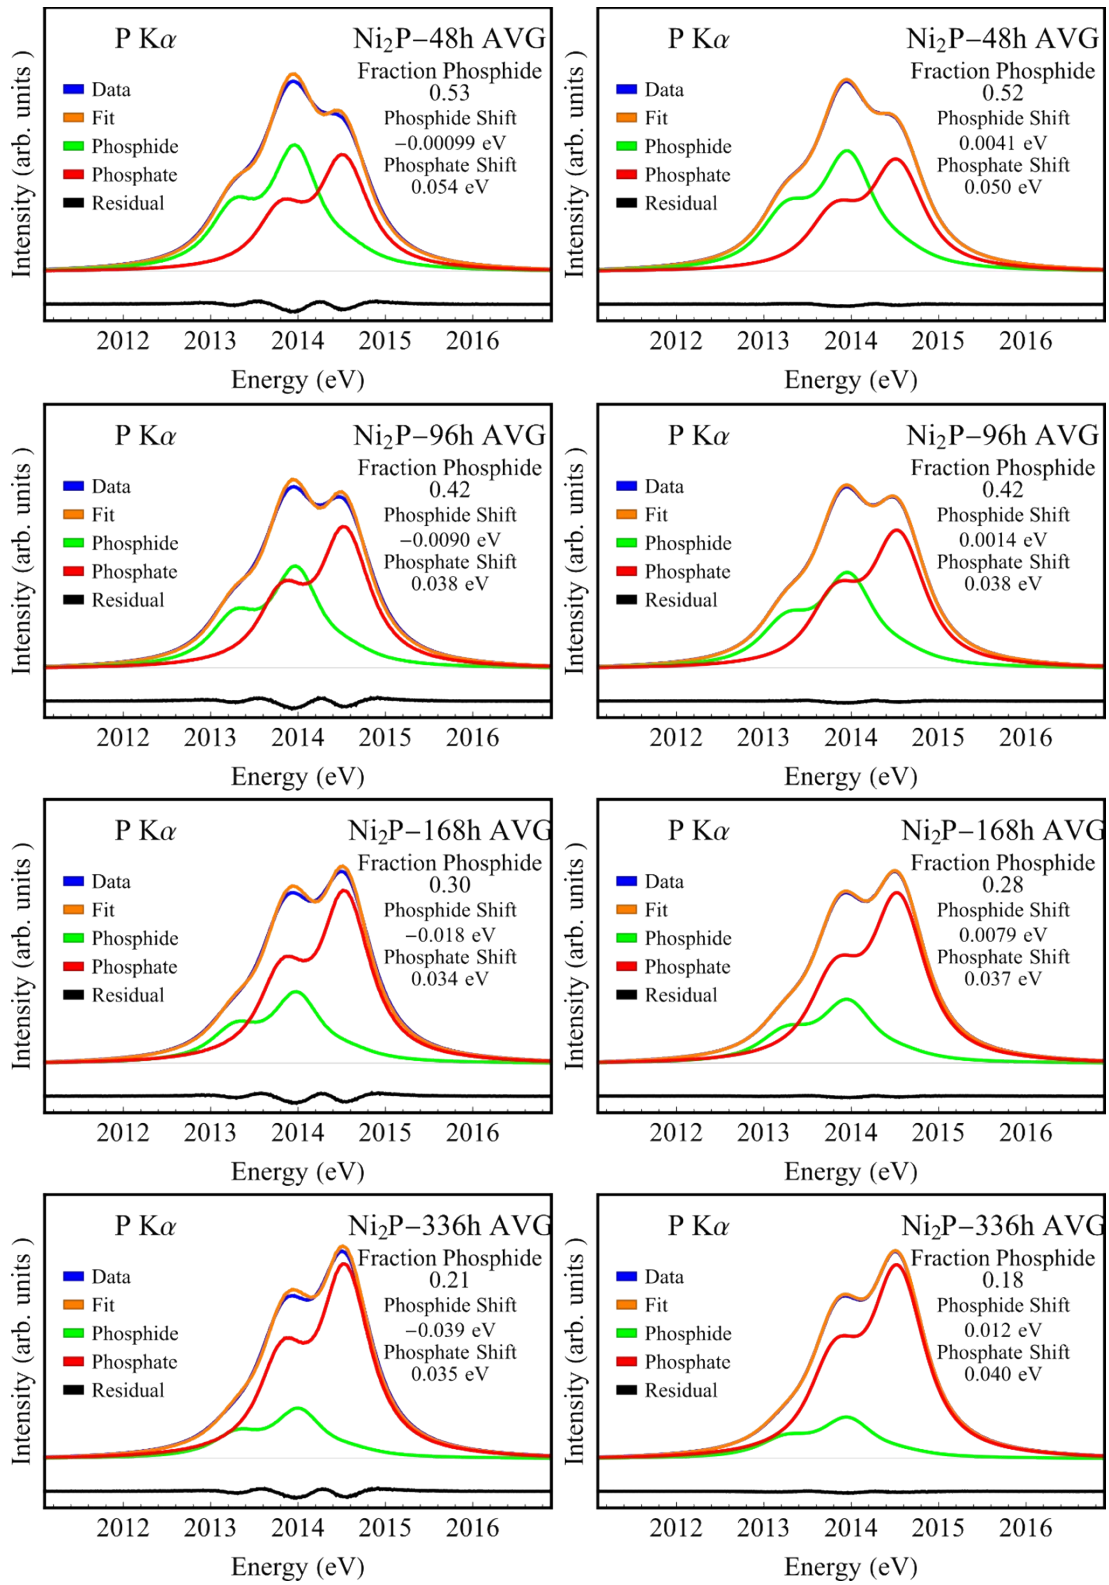 P Kα
Ni₂P−48h AVG
Data
Fit
Phosphide
Phosphate
Residual
Fraction Phosphide
0.53
Phosphide Shift
−0.00099 eV
Phosphate Shift
0.054 eV
Intensity (arb. units )
2012 2013 2014 2015 2016
Energy (eV)
P Kα
Ni₂P−48h AVG
Data
Fit
Phosphide
Phosphate
Residual
Fraction Phosphide
0.52
Phosphide Shift
0.0041 eV
Phosphate Shift
0.050 eV
Intensity (arb. units )
2012 2013 2014 2015 2016
Energy (eV)
P Kα
Ni₂P−96h AVG
Data
Fit
Phosphide
Phosphate
Residual
Fraction Phosphide
0.42
Phosphide Shift
−0.0090 eV
Phosphate Shift
0.038 eV
Intensity (arb. units )
2012 2013 2014 2015 2016
Energy (eV)
P Kα
Ni₂P−96h AVG
Data
Fit
Phosphide
Phosphate
Residual
Fraction Phosphide
0.42
Phosphide Shift
0.0014 eV
Phosphate Shift
0.038 eV
Intensity (arb. units )
2012 2013 2014 2015 2016
Energy (eV)
P Kα
Ni₂P−168h AVG
Data
Fit
Phosphide
Phosphate
Residual
Fraction Phosphide
0.30
Phosphide Shift
−0.018 eV
Phosphate Shift
0.034 eV
Intensity (arb. units )
2012 2013 2014 2015 2016
Energy (eV)
P Kα
Ni₂P−168h AVG
Data
Fit
Phosphide
Phosphate
Residual
Fraction Phosphide
0.28
Phosphide Shift
0.0079 eV
Phosphate Shift
0.037 eV
Intensity (arb. units )
2012 2013 2014 2015 2016
Energy (eV)
P Kα
Ni₂P−336h AVG
Data
Fit
Phosphide
Phosphate
Residual
Fraction Phosphide
0.21
Phosphide Shift
−0.039 eV
Phosphate Shift
0.035 eV
Intensity (arb. units )
2012 2013 2014 2015 2016
Energy (eV)
P Kα
Ni₂P−336h AVG
Data
Fit
Phosphide
Phosphate
Residual
Fraction Phosphide
0.18
Phosphide Shift
0.012 eV
Phosphate Shift
0.040 eV
Intensity (arb. units )
2012 2013 2014 2015 2016
Energy (eV)